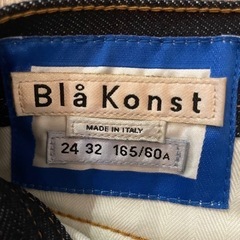 Blå Konst
MADE IN ITALY
24 32 165/60A